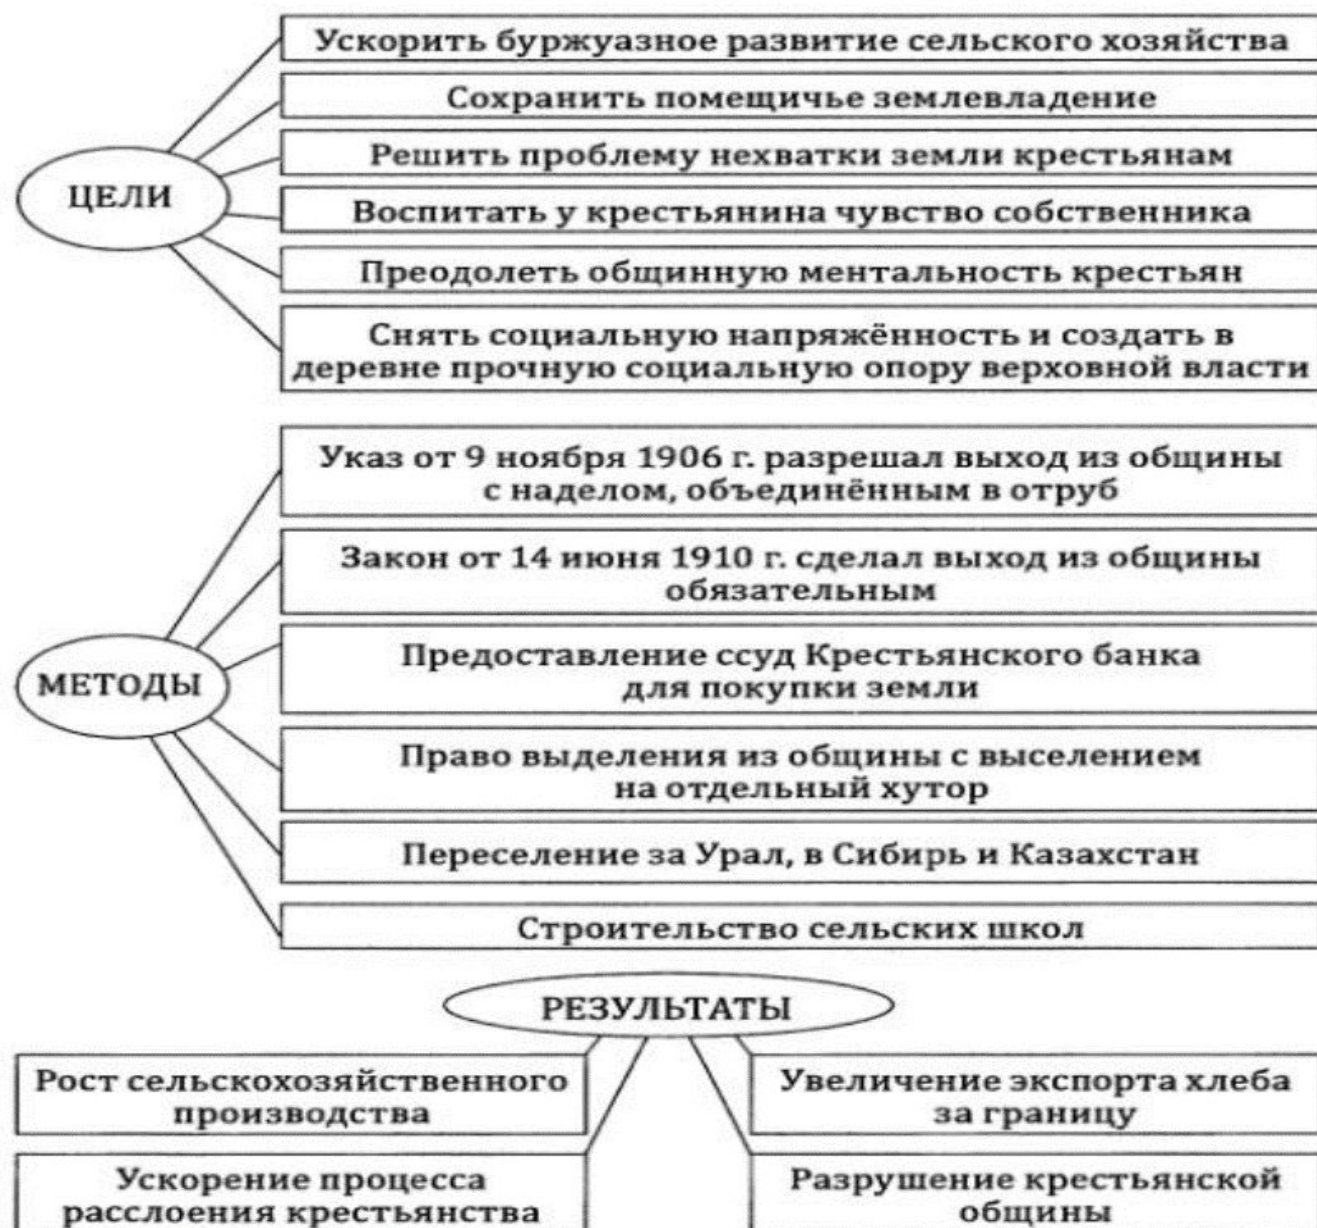 Ускорить буржуазное развитие сельского хозяйства
Сохранить помещичье землевладение
Решить проблему нехватки земли крестьянам
ЦЕЛИ
Воспитать у крестьянина чувство собственника
Преодолеть общинную ментальность крестьян
Снять социальную напряжённость и создать в
деревне прочную социальную опору верховной власти
Указ от 9 ноября 1906 г. разрешал выход из общины
с наделом, объединённым в отруб
Закон от 14 июня 1910 г. сделал выход из общины
обязательным
МЕТОДЫ
Предоставление ссуд Крестьянского банка
для покупки земли
Право выделения из общины с выселением
на отдельный хутор
Переселение за Урал, в Сибирь и Казахстан
Строительство сельских школ
РЕЗУЛЬТАТЫ
Рост сельскохозяйственного
производства
Увеличение экспорта хлеба
за границу
Ускорение процесса
расслоения крестьянства
Разрушение крестьянской
общины